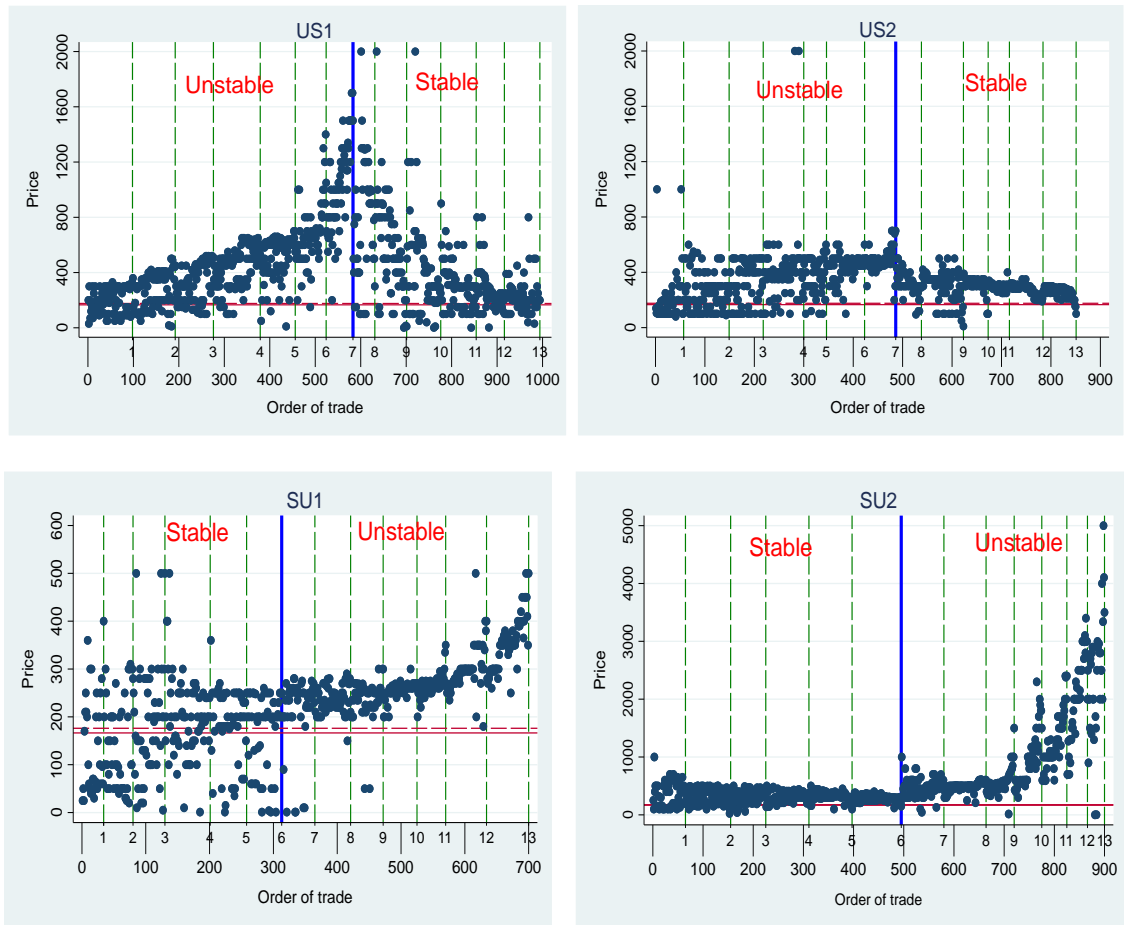 US1
Unstable
Stable
Price
0 400 800 1200 1600 2000
1 2 3 4 5 6 7 8 9 10 11 12 13
0 100 200 300 400 500 600 700 800 900 1000
Order of trade
US2
Unstable
Stable
Price
0 400 800 1200 1600 2000
1 2 3 4 5 6 7 8 9 10 11 12 13
0 100 200 300 400 500 600 700 800 900
Order of trade
SU1
Stable
Unstable
Price
0 100 200 300 400 500 600
1 2 3 4 5 6 7 8 9 10 11 12 13
0 100 200 300 400 500 600 700
Order of trade
SU2
Stable
Unstable
Price
0 1000 2000 3000 4000 5000
1 2 3 4 5 6 7 8 9 10 11 12 13
0 100 200 300 400 500 600 700 800 900
Order of trade